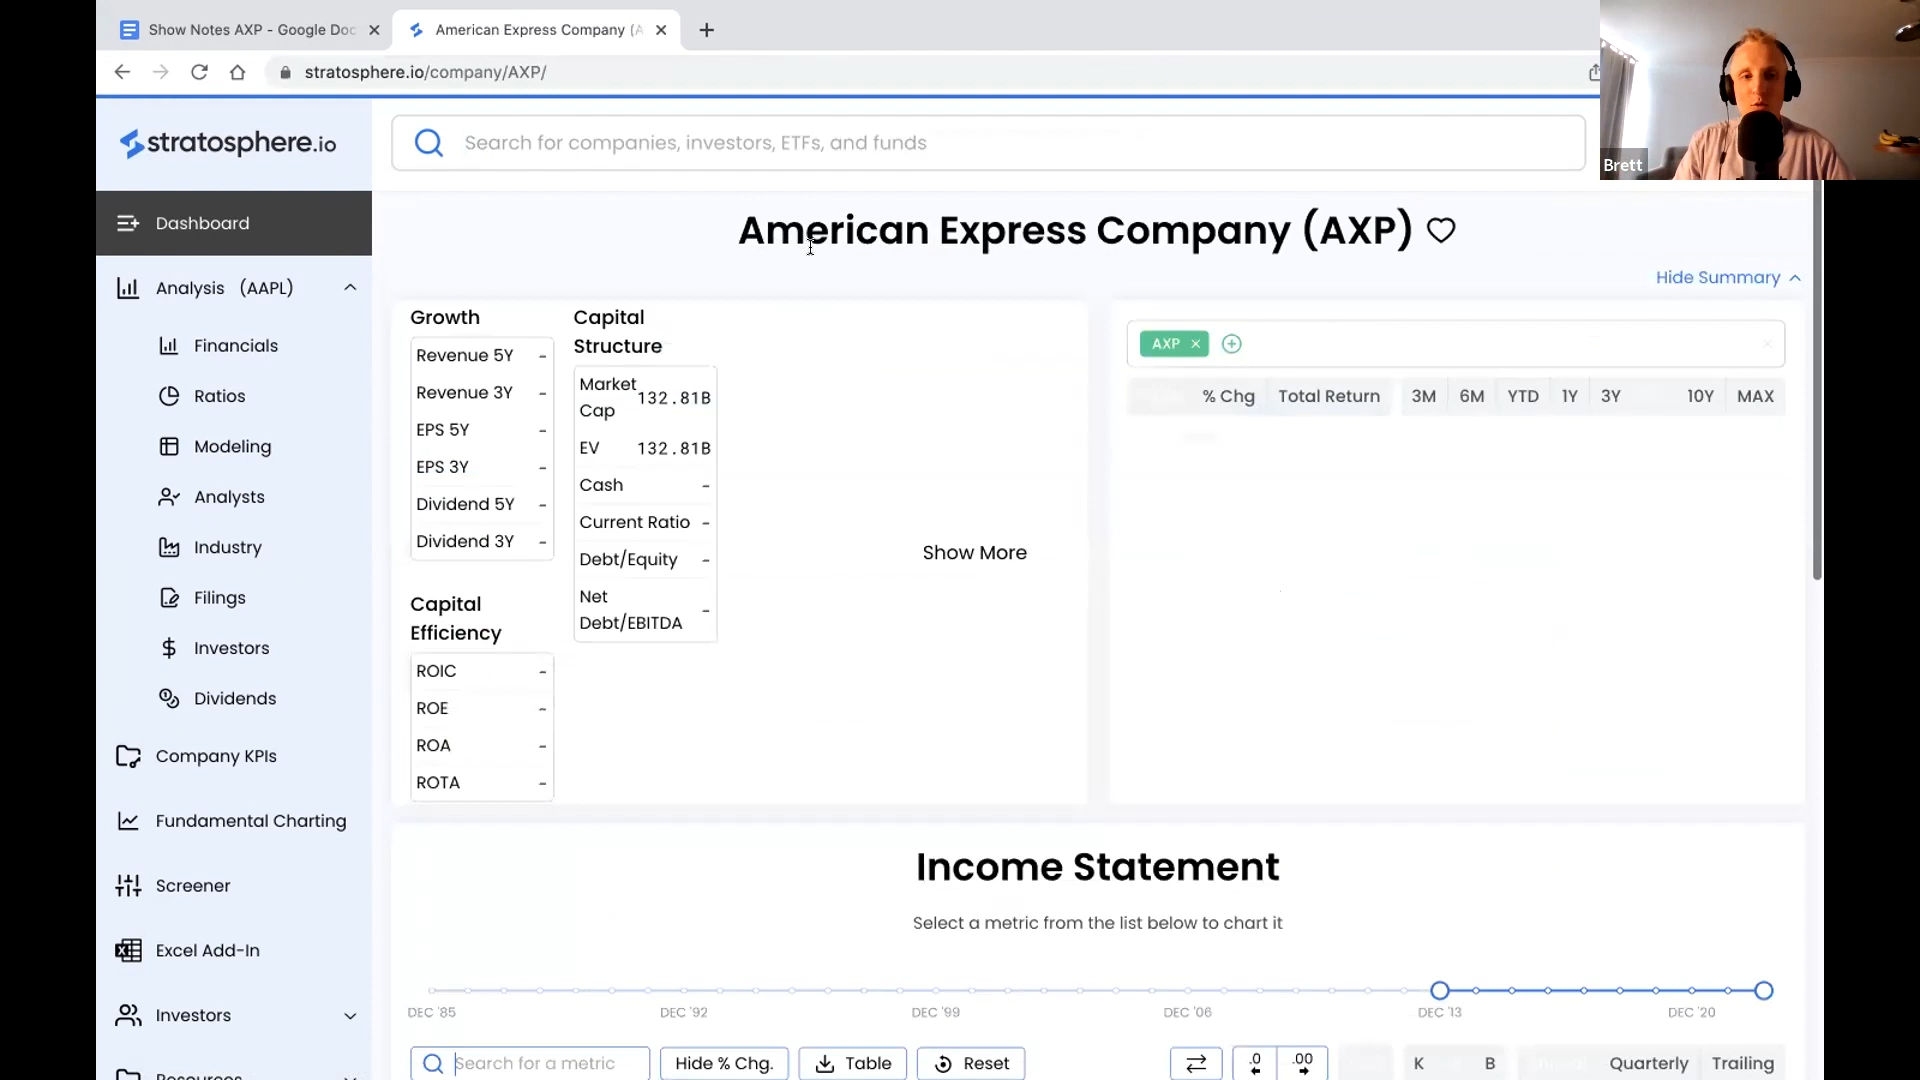 Show Notes AXP - Google Doc
American Express Company (A
stratosphere.io/company/AXP/
Brett
stratosphere.io
Search for companies, investors, ETFs, and funds
Dashboard
Analysis (AAPL)
Financials
Ratios
Modeling
Analysts
Industry
Filings
Investors
Dividends
Company KPIs
Fundamental Charting
Screener
Excel Add-In
Investors
Resources
American Express Company (AXP)
Hide Summary
Growth
Revenue 5Y -
Revenue 3Y -
EPS 5Y -
EPS 3Y -
Dividend 5Y -
Dividend 3Y -
Capital
Efficiency
ROIC -
ROE -
ROA -
ROTA -
Capital
Structure
Market
Cap 132.81B
EV 132.81B
Cash -
Current Ratio -
Debt/Equity -
Net
Debt/EBITDA -
Show More
AXP
% Chg Total Return 3M 6M YTD 1Y 3Y 10Y MAX
Income Statement
Select a metric from the list below to chart it
DEC '85 DEC '92 DEC '99 DEC '06 DEC '13 DEC '20
Search for a metric Hide % Chg. Table Reset .0 .00 K B Quarterly Trailing